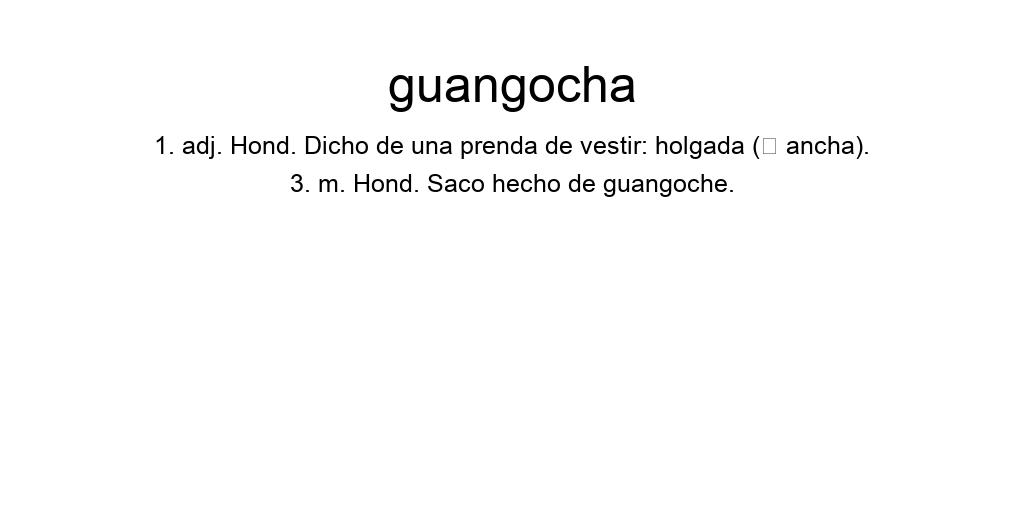 guangocha
1. adj. Hond. Dicho de una prenda de vestir: holgada (▯ ancha).
3. m. Hond. Saco hecho de guangoche.